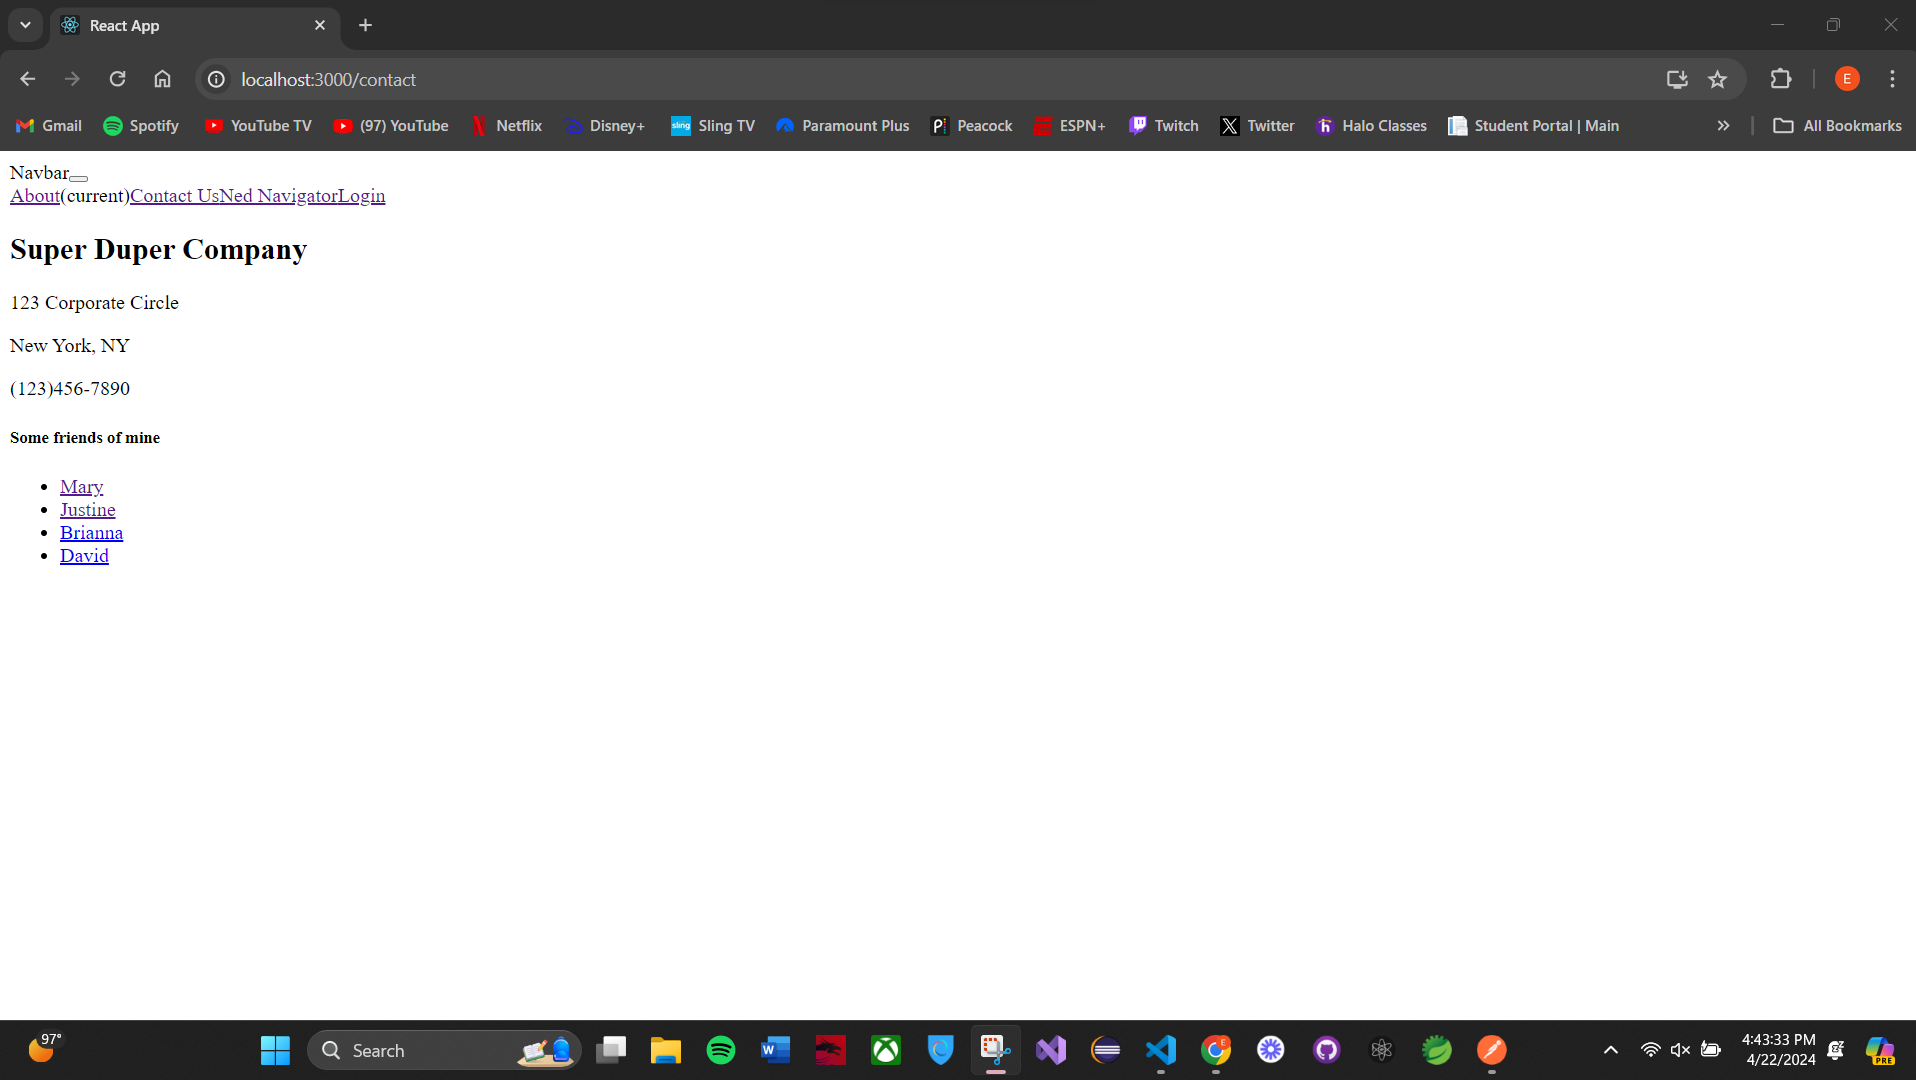 React App
localhost:3000/contact
E
Gmail Spotify YouTube TV (97) YouTube Netflix Disney+ sling Sling TV Paramount Plus Peacock ESPN+ Twitch Twitter Halo Classes Student Portal | Main All Bookmarks
Navbar
About(current)Contact UsNed NavigatorLogin
Super Duper Company
123 Corporate Circle
New York, NY
(123)456-7890
Some friends of mine
Mary
Justine
Brianna
David
97°
Search
4:43:33 PM
4/22/2024
PRE